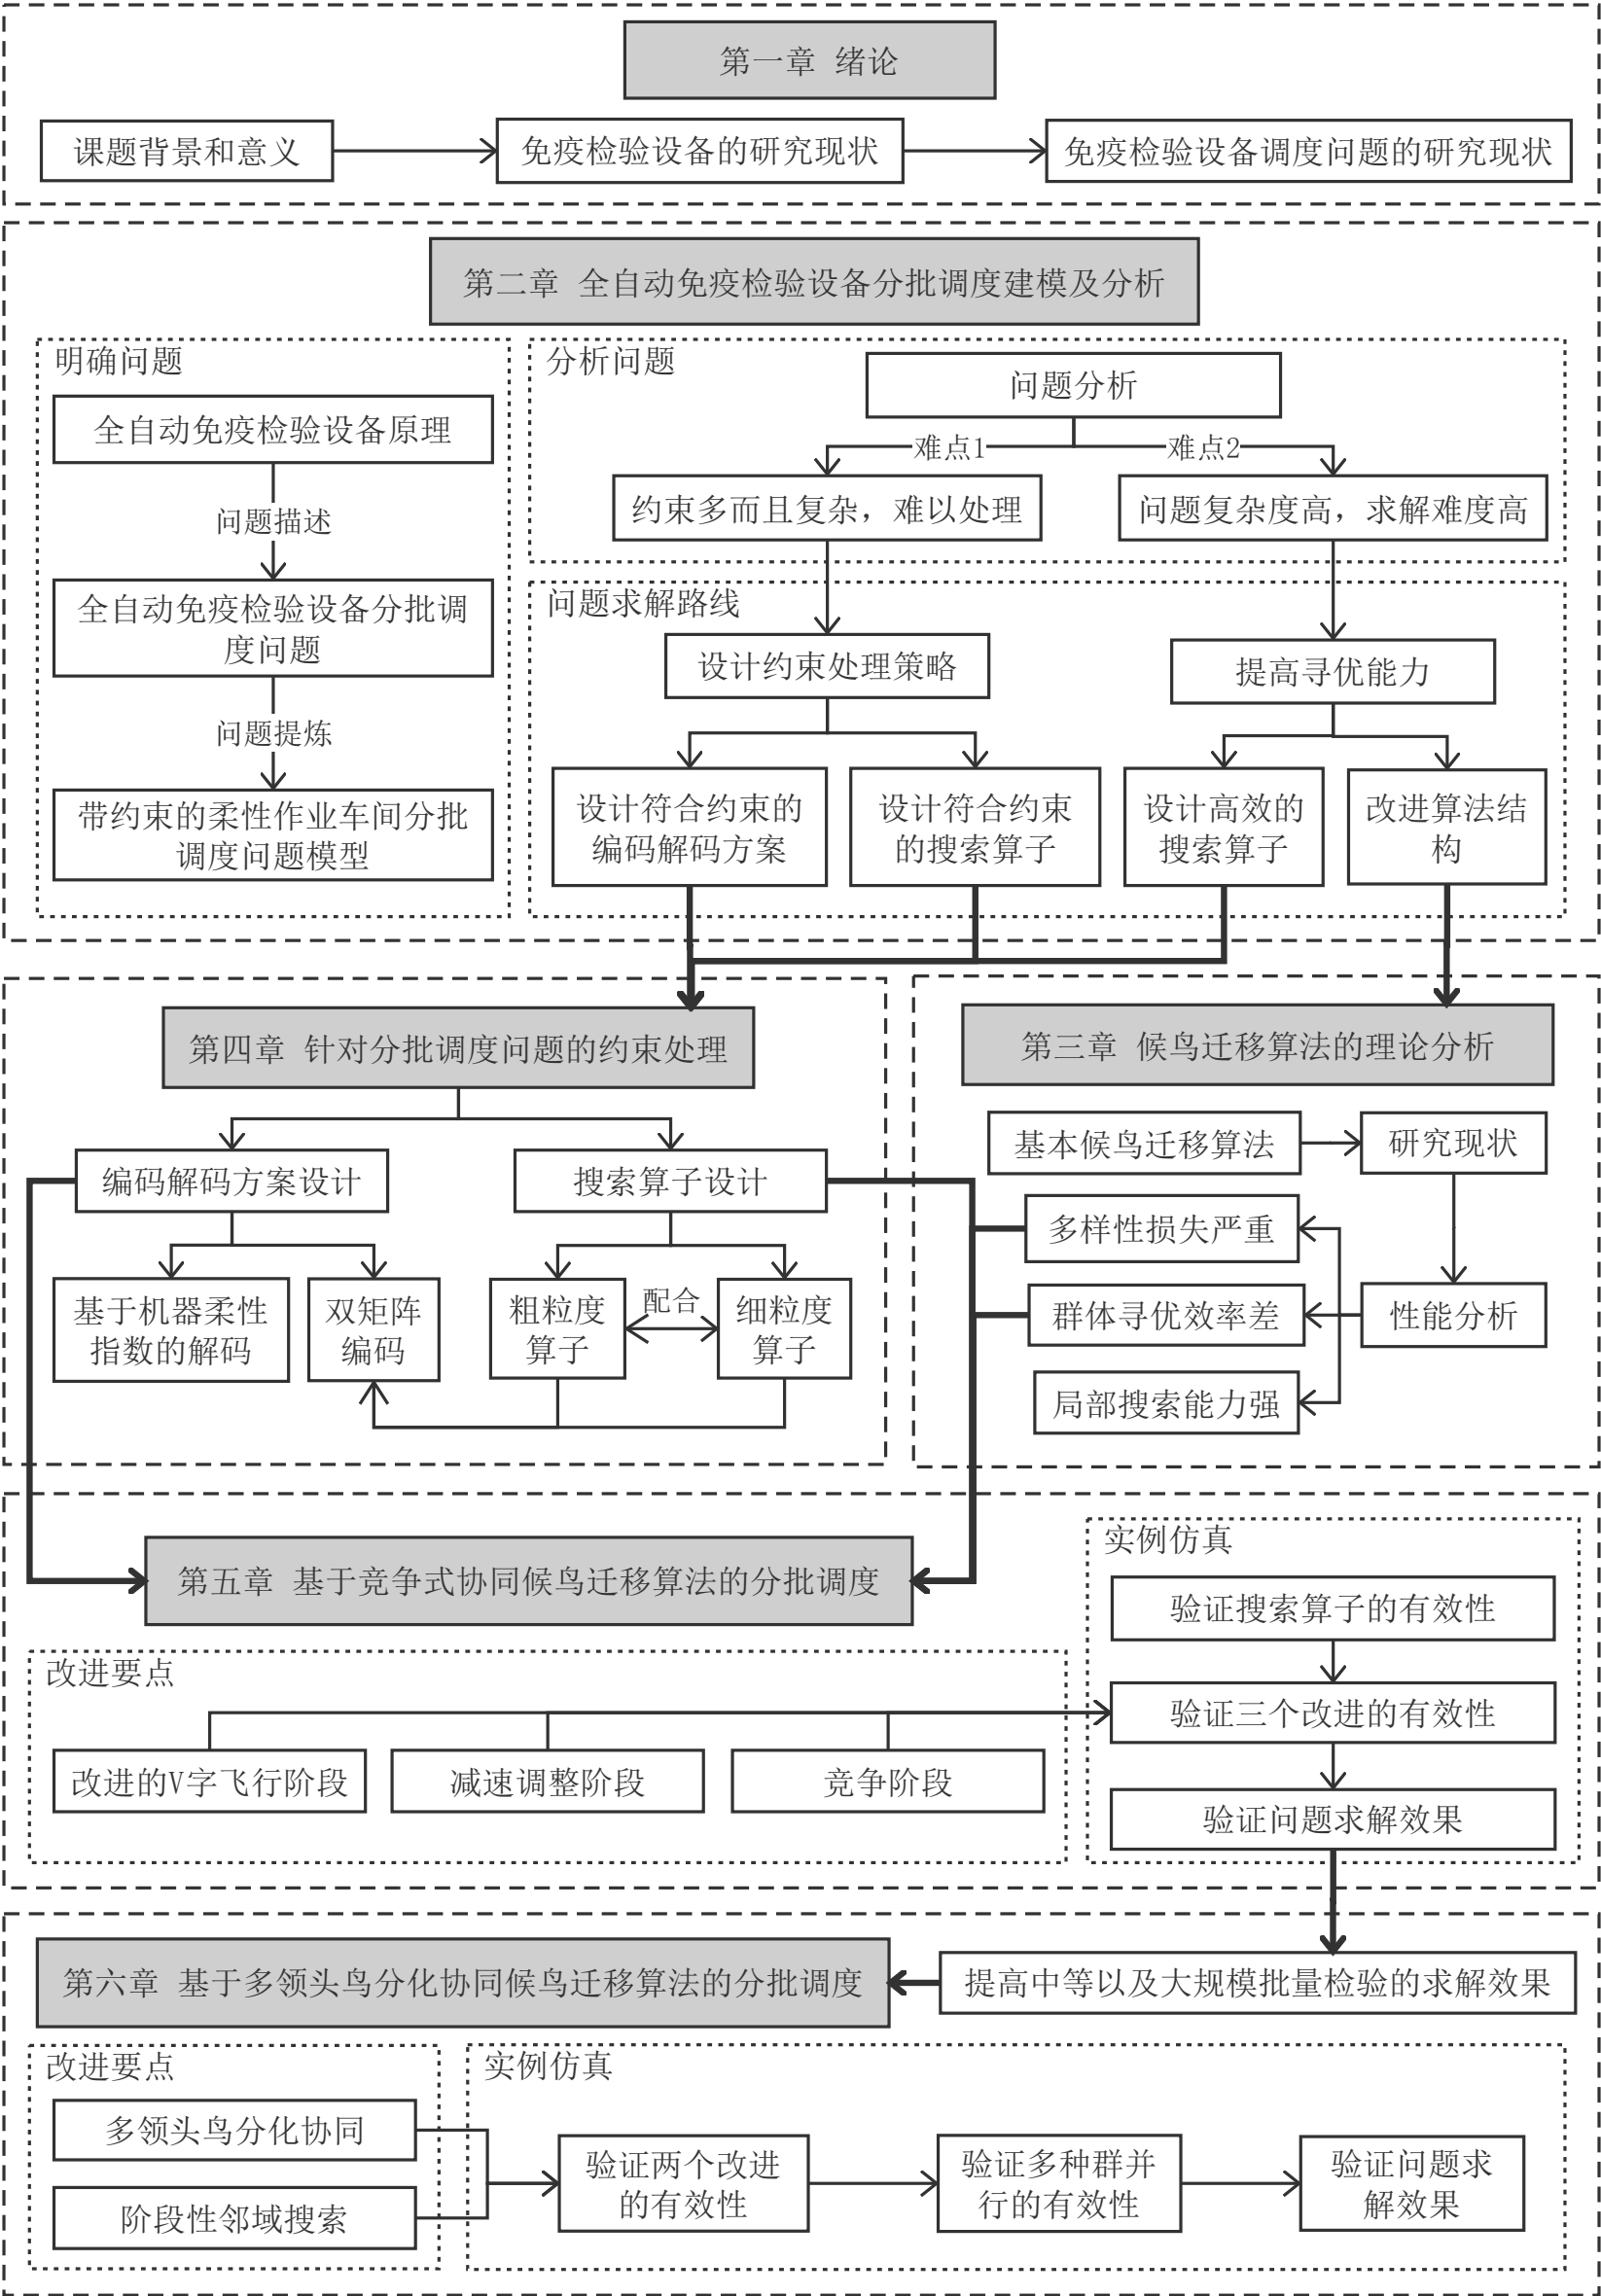 第一章 绪论
课题背景和意义
免疫检验设备的研究现状
免疫检验设备调度问题的研究现状
第二章 全自动免疫检验设备分批调度建模及分析
明确问题
全自动免疫检验设备原理
问题描述
全自动免疫检验设备分批调
度问题
问题提炼
带约束的柔性作业车间分批
调度问题模型
分析问题
问题分析
难点1
难点2
约束多而且复杂，难以处理
问题复杂度高，求解难度高
问题求解路线
设计约束处理策略
提高寻优能力
设计符合约束的
编码解码方案
设计符合约束
的搜索算子
设计高效的
搜索算子
改进算法结
构
第四章 针对分批调度问题的约束处理
编码解码方案设计
搜索算子设计
基于机器柔性
指数的解码
双矩阵
编码
粗粒度
算子
配合
细粒度
算子
第三章 候鸟迁移算法的理论分析
基本候鸟迁移算法
研究现状
多样性损失严重
群体寻优效率差
性能分析
局部搜索能力强
第五章 基于竞争式协同候鸟迁移算法的分批调度
改进要点
改进的V字飞行阶段
减速调整阶段
竞争阶段
实例仿真
验证搜索算子的有效性
验证三个改进的有效性
验证问题求解效果
第六章 基于多领头鸟分化协同候鸟迁移算法的分批调度
提高中等以及大规模批量检验的求解效果
改进要点
多领头鸟分化协同
阶段性邻域搜索
实例仿真
验证两个改进
的有效性
验证多种群并
行的有效性
验证问题求
解效果